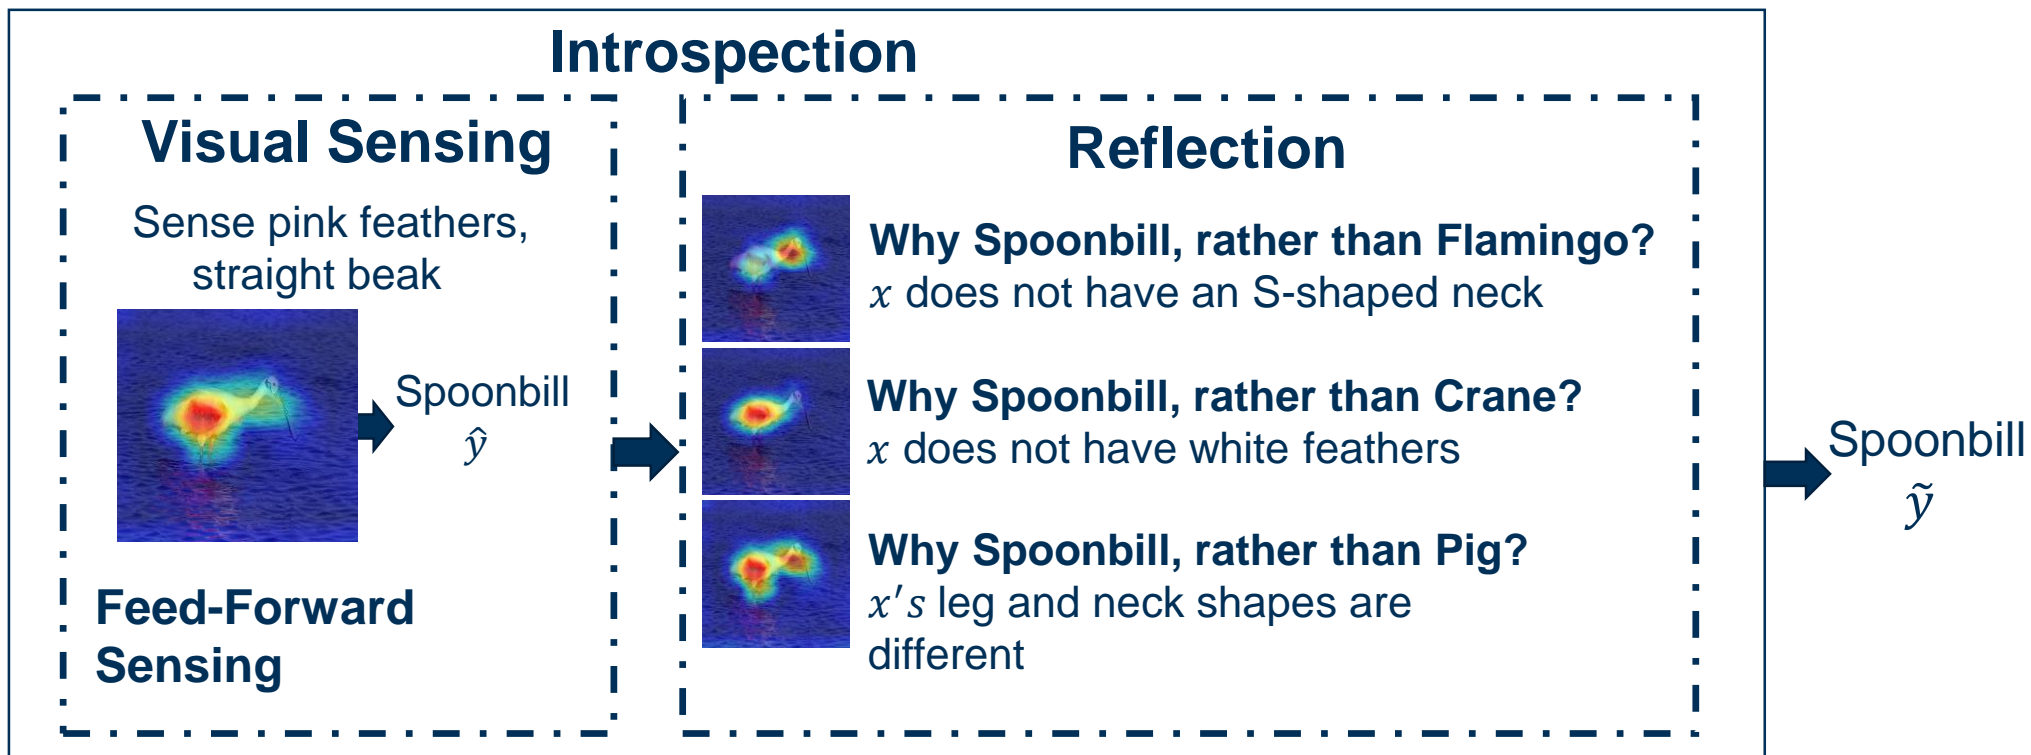 Introspection
Visual Sensing
Sense pink feathers,
straight beak
Spoonbill
ŷ
Feed-Forward
Sensing
Reflection
Why Spoonbill, rather than Flamingo?
x does not have an S-shaped neck
Why Spoonbill, rather than Crane?
x does not have white feathers
Why Spoonbill, rather than Pig?
x's leg and neck shapes are
different
Spoonbill
ỹ